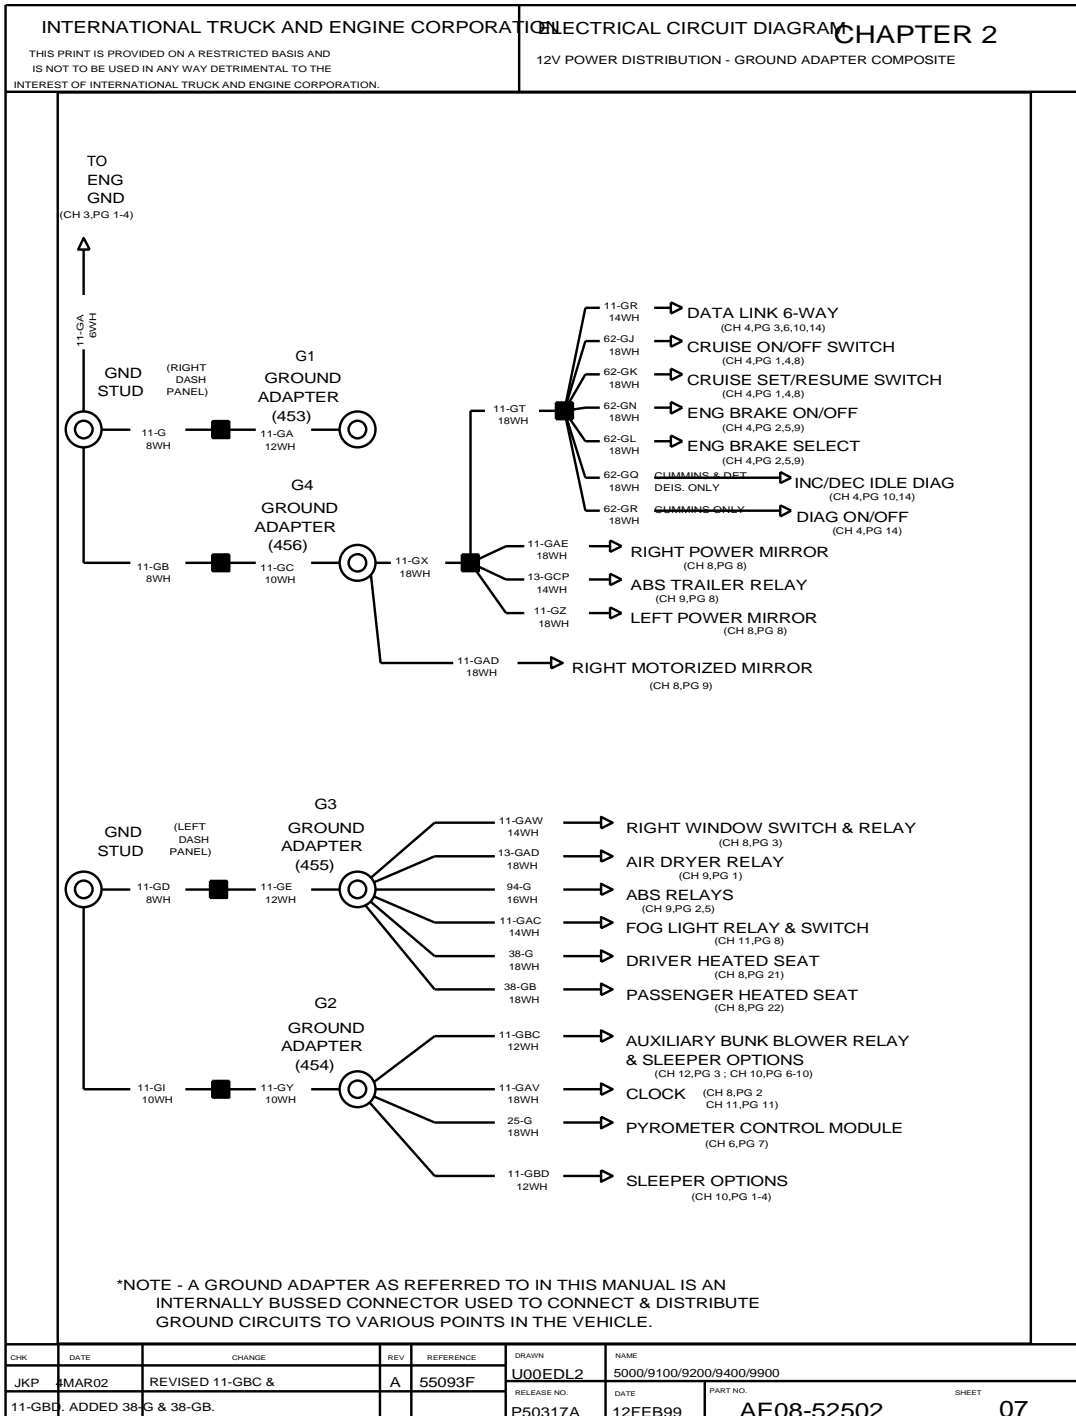 INTERNATIONAL TRUCK AND ENGINE CORPORATION
THIS PRINT IS PROVIDED ON A RESTRICTED BASIS AND
IS NOT TO BE USED IN ANY WAY DETRIMENTAL TO THE
INTEREST OF INTERNATIONAL TRUCK AND ENGINE CORPORATION.
ELECTRICAL CIRCUIT DIAGRAM
CHAPTER 2
12V POWER DISTRIBUTION - GROUND ADAPTER COMPOSITE
TO
ENG
GND
(CH 3,PG 1-4)
11-GA
6WH
GND
STUD
(RIGHT
DASH
PANEL)
11-G
8WH
11-GA
12WH
G1
GROUND
ADAPTER
(453)
11-GB
8WH
11-GC
10WH
G4
GROUND
ADAPTER
(456)
11-GX
18WH
11-GT
18WH
11-GR
14WH
DATA LINK 6-WAY
(CH 4,PG 3,6,10,14)
62-GJ
18WH
CRUISE ON/OFF SWITCH
(CH 4,PG 1,4,8)
62-GK
18WH
CRUISE SET/RESUME SWITCH
(CH 4,PG 1,4,8)
62-GN
18WH
ENG BRAKE ON/OFF
(CH 4,PG 2,5,9)
62-GL
18WH
ENG BRAKE SELECT
(CH 4,PG 2,5,9)
62-GQ
18WH
CUMMINS & DET
DEIS. ONLY
INC/DEC IDLE DIAG
(CH 4,PG 10,14)
62-GR
18WH
CUMMINS ONLY
DIAG ON/OFF
(CH 4,PG 14)
11-GAE
18WH
RIGHT POWER MIRROR
(CH 8,PG 8)
13-GCP
14WH
ABS TRAILER RELAY
(CH 9,PG 8)
11-GZ
18WH
LEFT POWER MIRROR
(CH 8,PG 8)
11-GAD
18WH
RIGHT MOTORIZED MIRROR
(CH 8,PG 9)
GND
STUD
(LEFT
DASH
PANEL)
11-GD
8WH
11-GE
12WH
G3
GROUND
ADAPTER
(455)
11-GAW
14WH
RIGHT WINDOW SWITCH & RELAY
(CH 8,PG 3)
13-GAD
18WH
AIR DRYER RELAY
(CH 9,PG 1)
94-G
16WH
ABS RELAYS
(CH 9,PG 2,5)
11-GAC
14WH
FOG LIGHT RELAY & SWITCH
(CH 11,PG 8)
38-G
18WH
DRIVER HEATED SEAT
(CH 8,PG 21)
38-GB
18WH
PASSENGER HEATED SEAT
(CH 8,PG 22)
11-GI
10WH
11-GY
10WH
G2
GROUND
ADAPTER
(454)
11-GBC
12WH
AUXILIARY BUNK BLOWER RELAY
& SLEEPER OPTIONS
(CH 12,PG 3 ; CH 10,PG 6-10)
11-GAV
18WH
CLOCK
(CH 8,PG 2
CH 11,PG 11)
25-G
18WH
PYROMETER CONTROL MODULE
(CH 6,PG 7)
11-GBD
12WH
SLEEPER OPTIONS
(CH 10,PG 1-4)
*NOTE - A GROUND ADAPTER AS REFERRED TO IN THIS MANUAL IS AN
INTERNALLY BUSSED CONNECTOR USED TO CONNECT & DISTRIBUTE
GROUND CIRCUITS TO VARIOUS POINTS IN THE VEHICLE.
CHK DATE CHANGE REV REFERENCE
JKP 4MAR02 REVISED 11-GBC & A 55093F
11-GBD. ADDED 38-G & 38-GB.
DRAWN
U00EDL2
NAME
5000/9100/9200/9400/9900
RELEASE NO.
P50317A
DATE
12FEB99
PART NO.
AE08-52502
SHEET
07